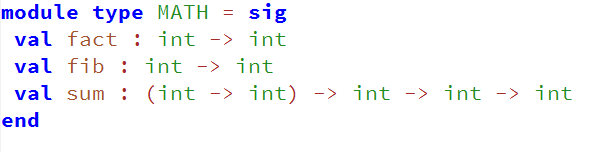 module type MATH = sig
 val fact : int -> int
 val fib : int -> int
 val sum : (int -> int) -> int -> int -> int
end